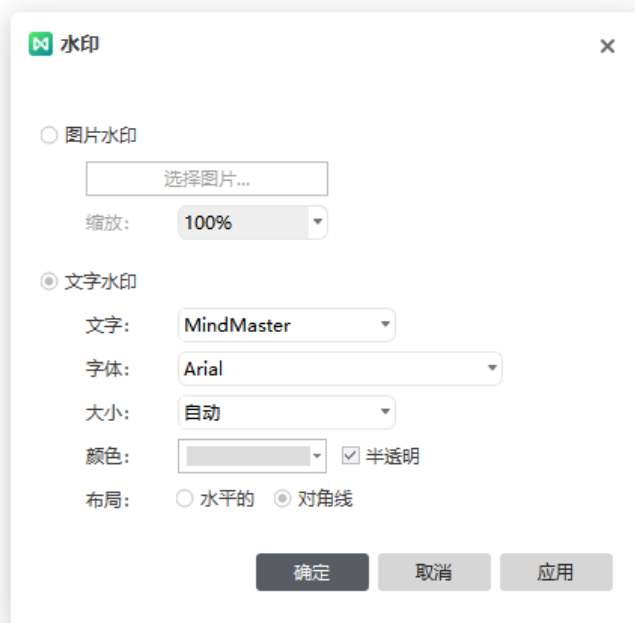 水印
图片水印
选择图片...
缩放: 100%
文字水印
文字: MindMaster
字体: Arial
大小: 自动
颜色: 半透明
布局: 水平的 对角线
确定 取消 应用